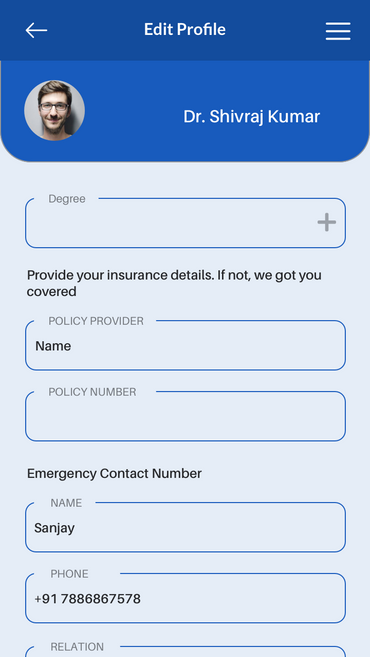 Edit Profile
Dr. Shivraj Kumar
Degree
Provide your insurance details. If not, we got you
covered
POLICY PROVIDER
Name
POLICY NUMBER
Emergency Contact Number
NAME
Sanjay
PHONE
+91 7886867578
RELATION